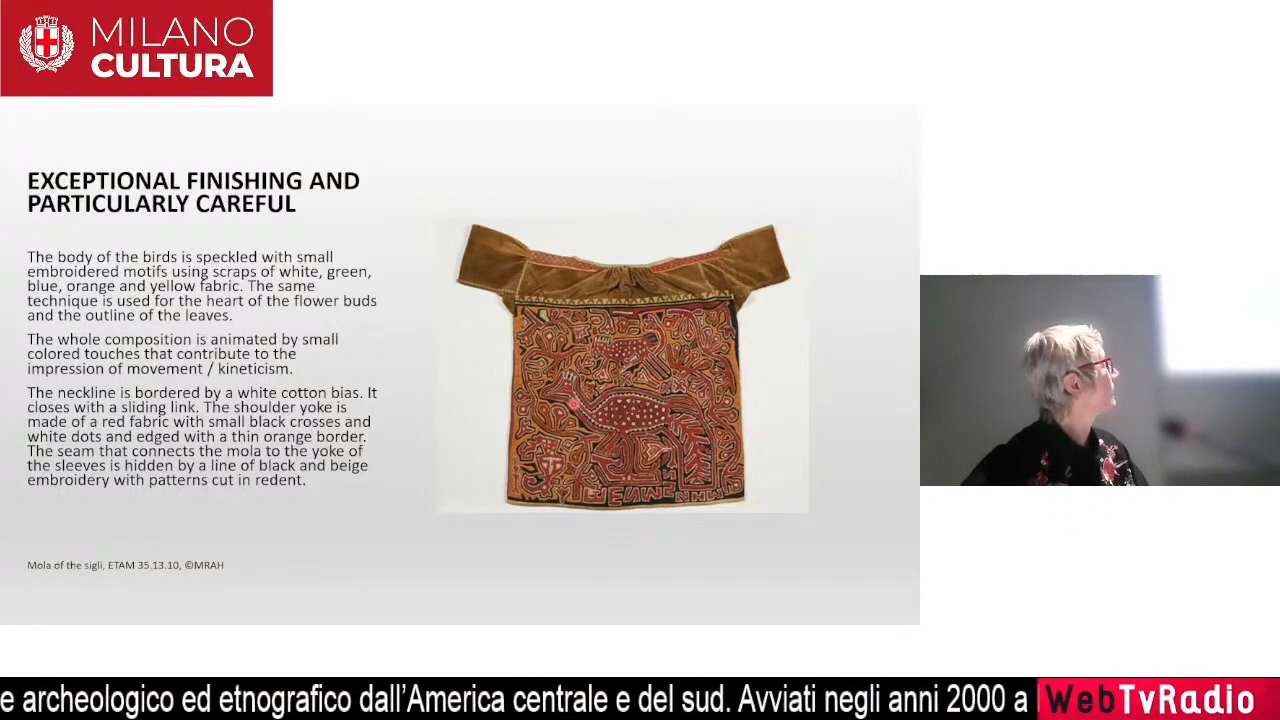 MILANO
CULTURA
EXCEPTIONAL FINISHING AND
PARTICULARLY CAREFUL
The body of the birds is speckled with small
embroidered motifs using scraps of white, green,
blue, orange and yellow fabric. The same
technique is used for the heart of the flower buds
and the outline of the leaves.
The whole composition is animated by small
colored touches that contribute to the
impression of movement / kineticism.
The neckline is bordered by a white cotton bias. It
closes with a sliding link. The shoulder yoke is
made of a red fabric with small black crosses and
white dots and edged with a thin orange border.
The seam that connects the mola to the yoke of
the sleeves is hidden by a line of black and beige
embroidery with patterns cut in redent.
Mola of the sigli, ETAM 35.13.10, ©MRAH
e archeologico ed etnografico dall'America centrale e del sud. Avviati negli anni 2000 a
WebTvRadio